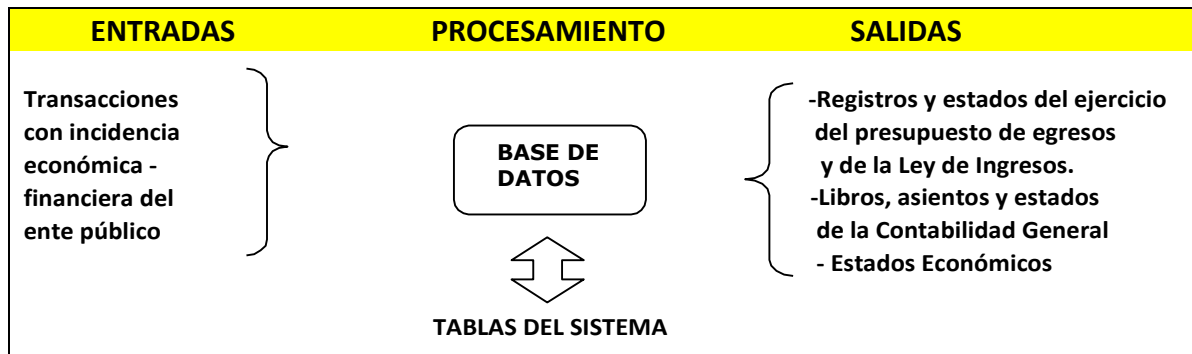 ENTRADAS PROCESAMIENTO SALIDAS
Transacciones
con incidencia
económica -
financiera del
ente público
BASE DE
DATOS
TABLAS DEL SISTEMA
-Registros y estados del ejercicio
del presupuesto de egresos
y de la Ley de Ingresos.
-Libros, asientos y estados
de la Contabilidad General
- Estados Económicos